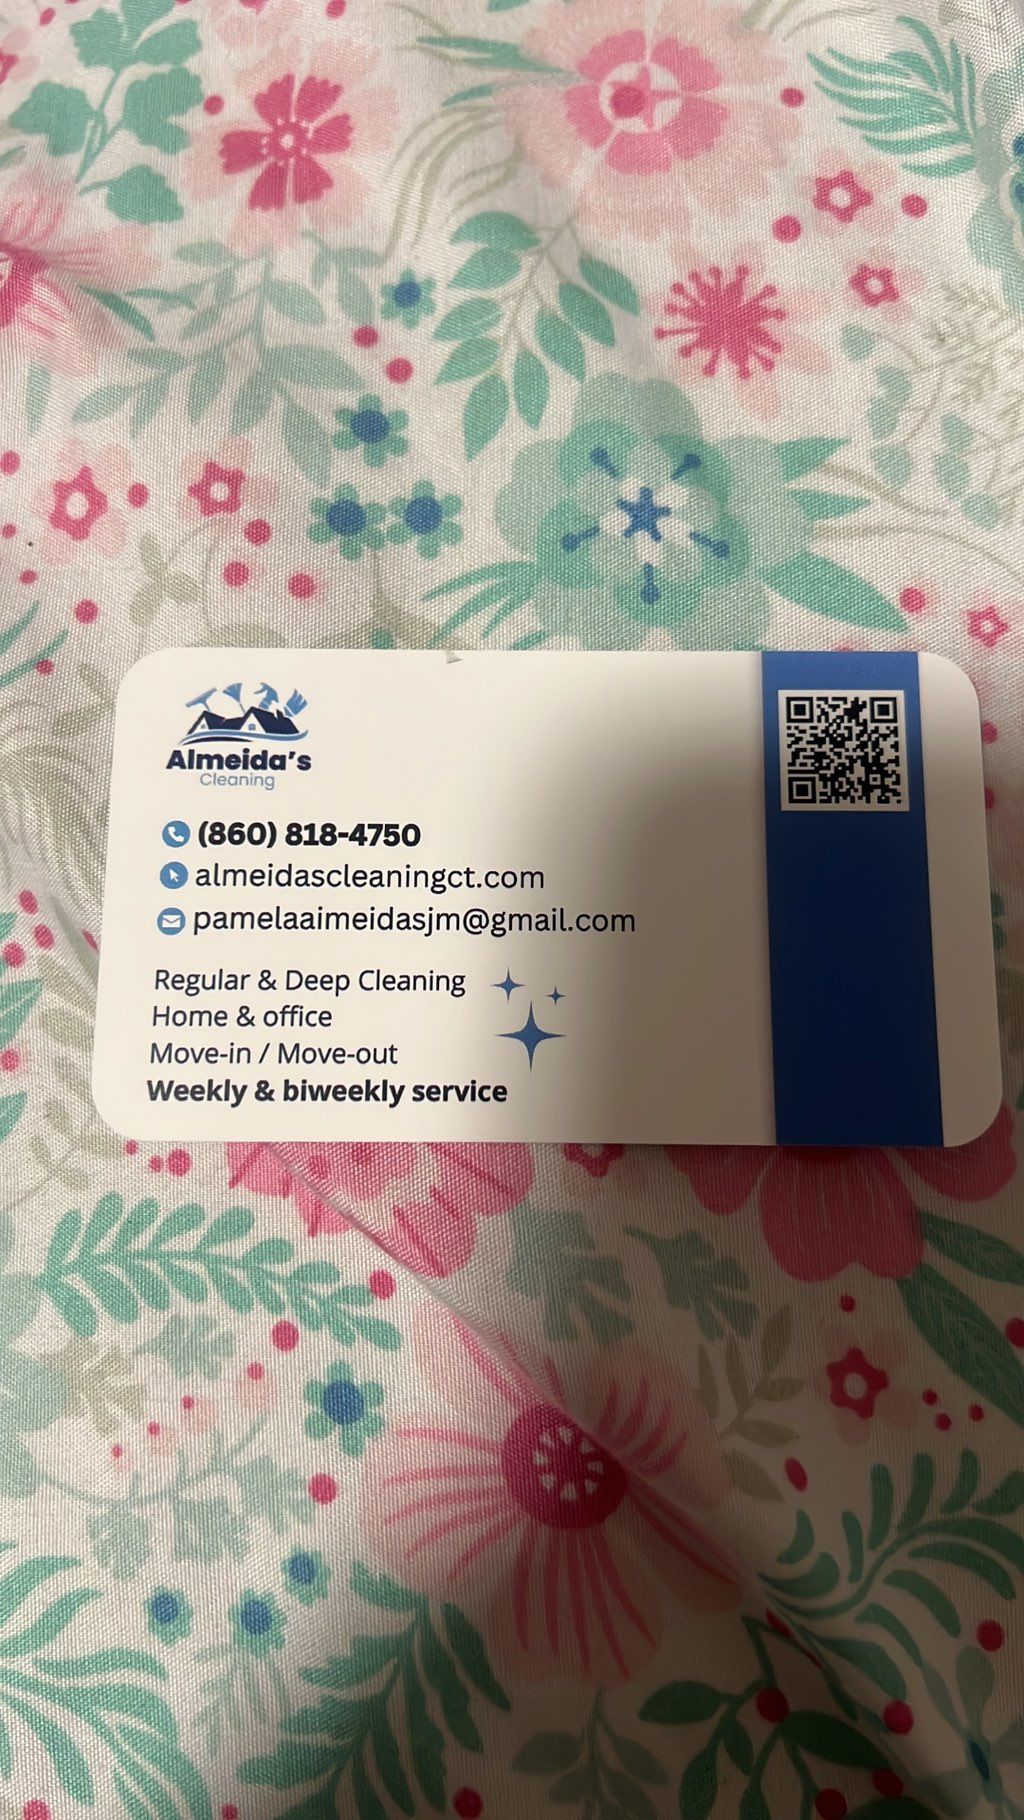 Almeida's
Cleaning
(860) 818-4750
almeidascleaningct.com
pamelaaimeidasjm@gmail.com
Regular & Deep Cleaning
Home & office
Move-in / Move-out
Weekly & biweekly service